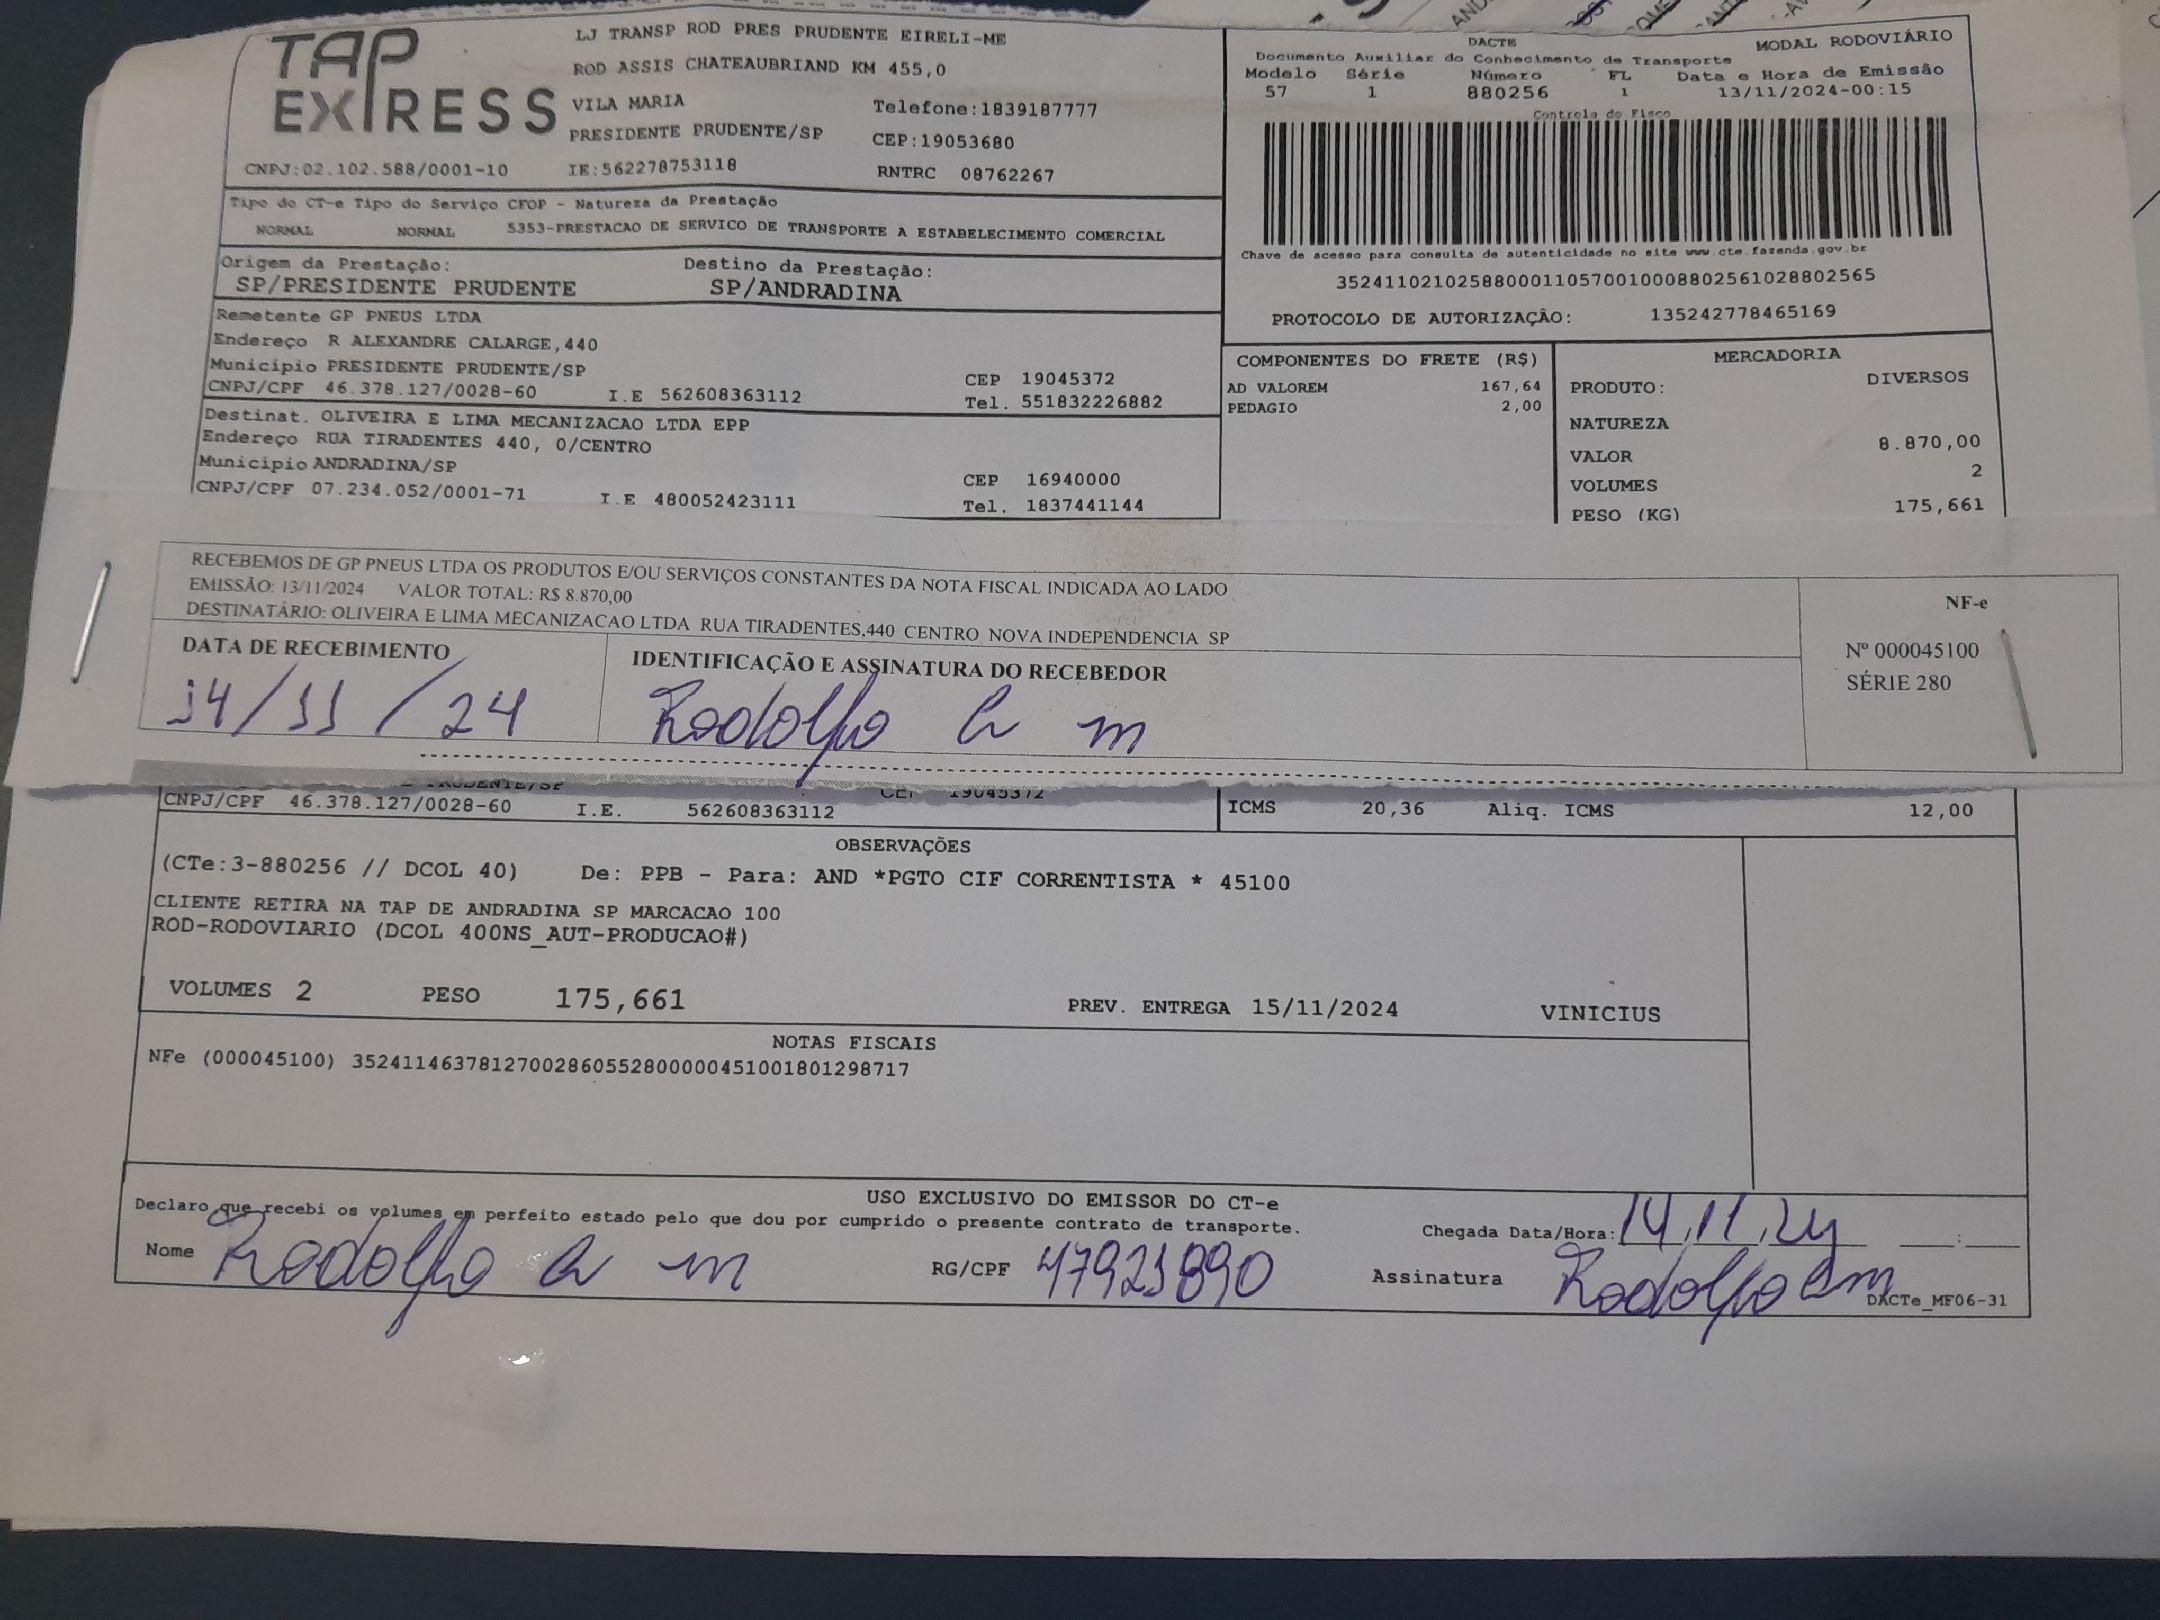 TAP EXPRESS
LJ TRANSP ROD PRES PRUDENTE EIRELI-ME
ROD ASSIS CHATEAUBRIAND KM 455,0
VILA MARIA Telefone:1839187777
PRESIDENTE PRUDENTE/SP CEP:19053680
CNPJ:02.102.588/0001-10 IE:562278753118 RNTRC 08762267
DACTE MODAL RODOVIÁRIO
Documento Auxiliar do Conhecimento de Transporte
Modelo Série Número FL Data e Hora de Emissão
57 1 880256 1 13/11/2024-00:15
Controle do Fisco
Chave de acesso para consulta de autenticidade no site www.cte.fazenda.gov.br
35241102102588000110570010008802561028802565
PROTOCOLO DE AUTORIZAÇÃO: 135242778465169
Tipo do CT-e Tipo do Serviço CFOP - Natureza da Prestação
NORMAL NORMAL 5353-PRESTACAO DE SERVICO DE TRANSPORTE A ESTABELECIMENTO COMERCIAL
Origem da Prestação: Destino da Prestação:
SP/PRESIDENTE PRUDENTE SP/ANDRADINA
Remetente GP PNEUS LTDA
Endereço R ALEXANDRE CALARGE,440
Municipio PRESIDENTE PRUDENTE/SP CEP 19045372
CNPJ/CPF 46.378.127/0028-60 I.E 562608363112 Tel. 551832226882
Destinat. OLIVEIRA E LIMA MECANIZACAO LTDA EPP
Endereço RUA TIRADENTES 440, 0/CENTRO
Municipio ANDRADINA/SP CEP 16940000
CNPJ/CPF 07.234.052/0001-71 I.E 480052423111 Tel. 1837441144
COMPONENTES DO FRETE (R$)
AD VALOREM 167,64
PEDAGIO 2,00
MERCADORIA
PRODUTO: DIVERSOS
NATUREZA
VALOR 8.870,00
VOLUMES 2
PESO (KG) 175,661
RECEBEMOS DE GP PNEUS LTDA OS PRODUTOS E/OU SERVIÇOS CONSTANTES DA NOTA FISCAL INDICADA AO LADO
EMISSÃO: 13/11/2024 VALOR TOTAL: R$ 8.870,00
DESTINATÁRIO: OLIVEIRA E LIMA MECANIZACAO LTDA RUA TIRADENTES,440 CENTRO NOVA INDEPENDENCIA SP
DATA DE RECEBIMENTO IDENTIFICAÇÃO E ASSINATURA DO RECEBEDOR
14/11/24 Rodolfo m
NF-e
Nº 000045100
SÉRIE 280
PRUDENTE/SP CEP 19045372
CNPJ/CPF 46.378.127/0028-60 I.E. 562608363112
ICMS 20,36 Aliq. ICMS 12,00
OBSERVAÇÕES
(CTe:3-880256 // DCOL 40) De: PPB - Para: AND *PGTO CIF CORRENTISTA * 45100
CLIENTE RETIRA NA TAP DE ANDRADINA SP MARCACAO 100
ROD-RODOVIARIO (DCOL 400NS_AUT-PRODUCAO#)
VOLUMES 2 PESO 175,661 PREV. ENTREGA 15/11/2024 VINICIUS
NOTAS FISCAIS
NFe (000045100) 35241146378127002860552800000451001801298717
USO EXCLUSIVO DO EMISSOR DO CT-e
Declaro que recebi os volumes em perfeito estado pelo que dou por cumprido o presente contrato de transporte.
Chegada Data/Hora: 14,11,24 :
Nome Rodolfo m RG/CPF 47921890 Assinatura Rodolfo m
DACTe_MF06-31